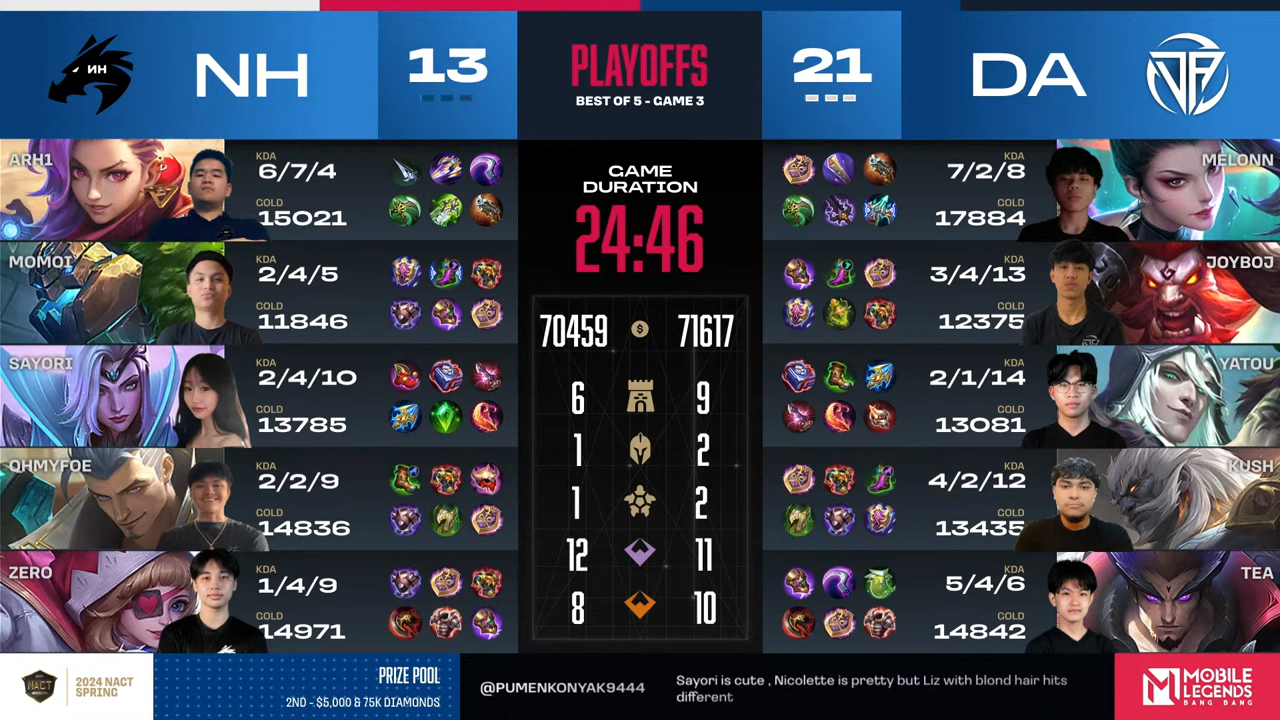 NH
NH
13
PLAYOFFS
BEST OF 5 - GAME 3
21
DA
ARH1
KDA
6/7/4
GOLD
15021
MOMOI
KDA
2/4/5
GOLD
11846
SAYORI
KDA
2/4/10
GOLD
13785
OHMYFOE
KDA
2/2/9
GOLD
14836
ZERO
KDA
1/4/9
GOLD
14971
GAME
DURATION
24:46
70459 $ 71617
6 9
1 2
1 2
12 11
8 10
MELONN
KDA
7/2/8
GOLD
17884
JOYBOJ
KDA
3/4/13
GOLD
12375
YATOU
KDA
2/1/14
GOLD
13081
KUSH
KDA
4/2/12
GOLD
13435
TEA
KDA
5/4/6
GOLD
14842
NACT
2024 NACT
SPRING
PRIZE POOL
2ND - $5,000 & 75K DIAMONDS
@PUMENKONYAK9444
Sayori is cute , Nicolette is pretty but Liz with blond hair hits
different
MOBILE
LEGENDS
BANG BANG